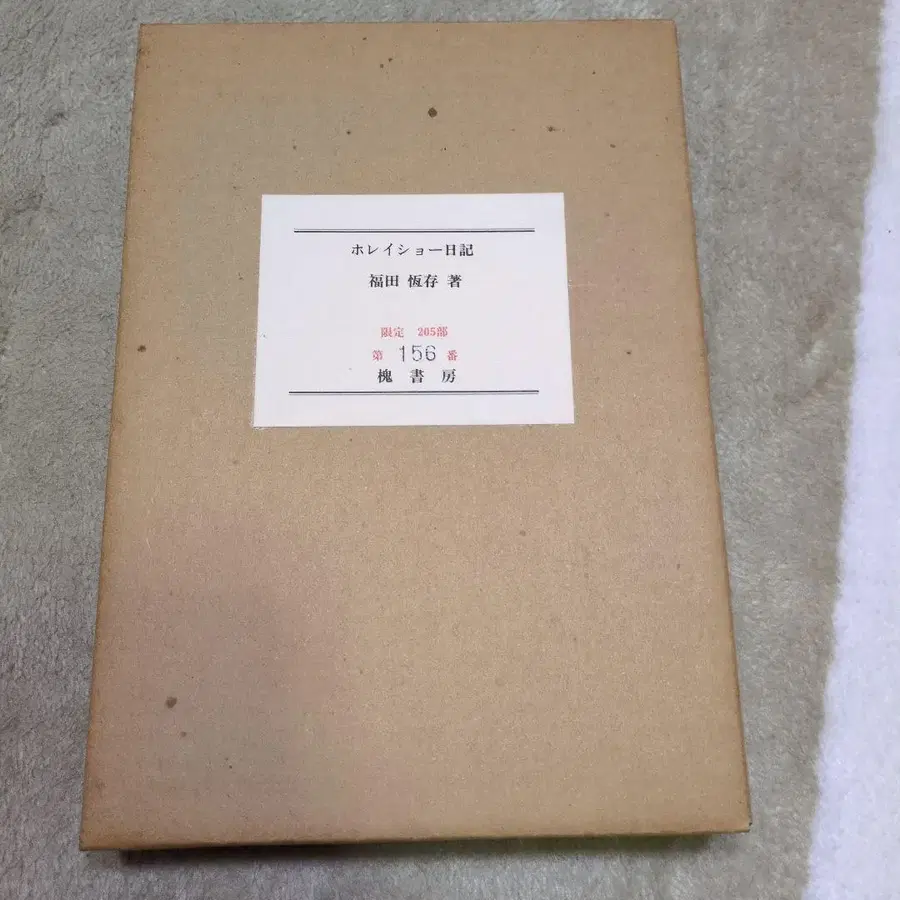 ホレイショー日記
福田 恆存 著
限定 205部
第 156 番
槐 書 房